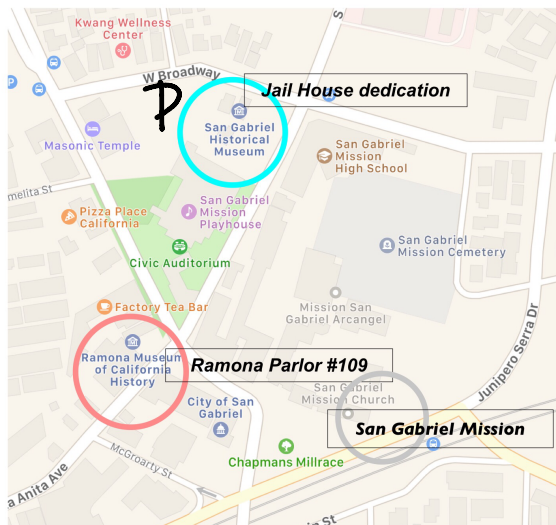 Kwang Wellness
Center
S
W Broadway
P
P
Jail House dedication
San Gabriel
Historical
Museum
Masonic Temple
San Gabriel
Mission
High School
melita St
Pizza Place
California
San Gabriel
Mission
Playhouse
San Gabriel
Mission Cemetery
Civic Auditorium
Factory Tea Bar
Mission San
Gabriel Arcangel
Junipero Serra Dr
Ramona Museum
of California
History
Ramona Parlor #109
San Gabriel
Mission Church
City of San
Gabriel
San Gabriel Mission
McGroarty St
Chapmans Millrace
a Anita Ave
in St